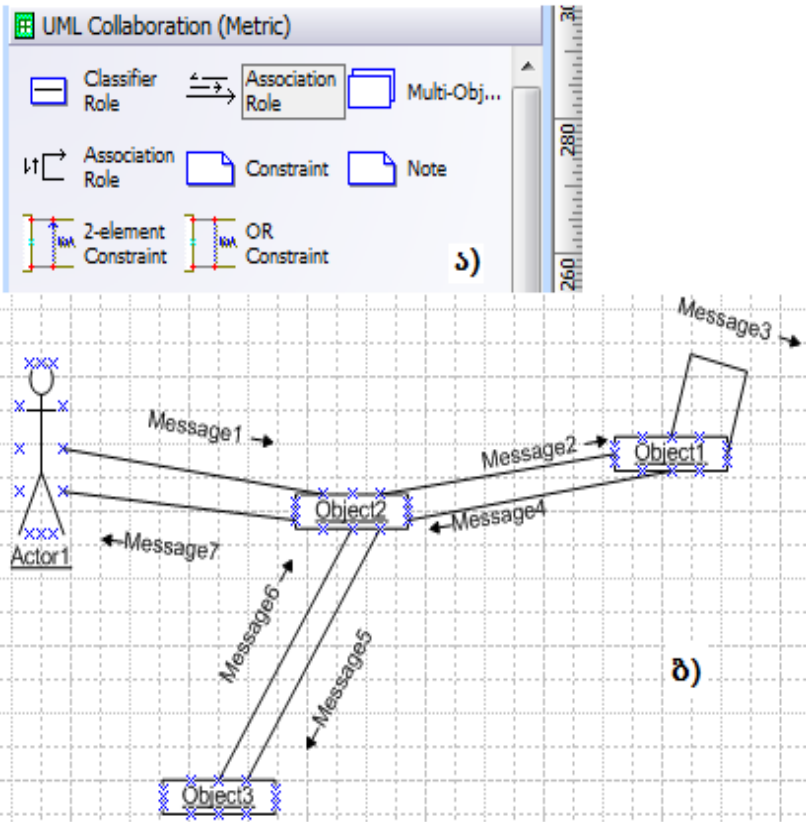 UML Collaboration (Metric)
Classifier Role
Association Role
Multi-Obj...
Association Role
Constraint
Note
2-element Constraint
OR Constraint
ა)
280
260
Message3
Message1
Message2
Object1
Object2
Message4
Message7
Actor1
Message6
Message5
ბ)
Object3